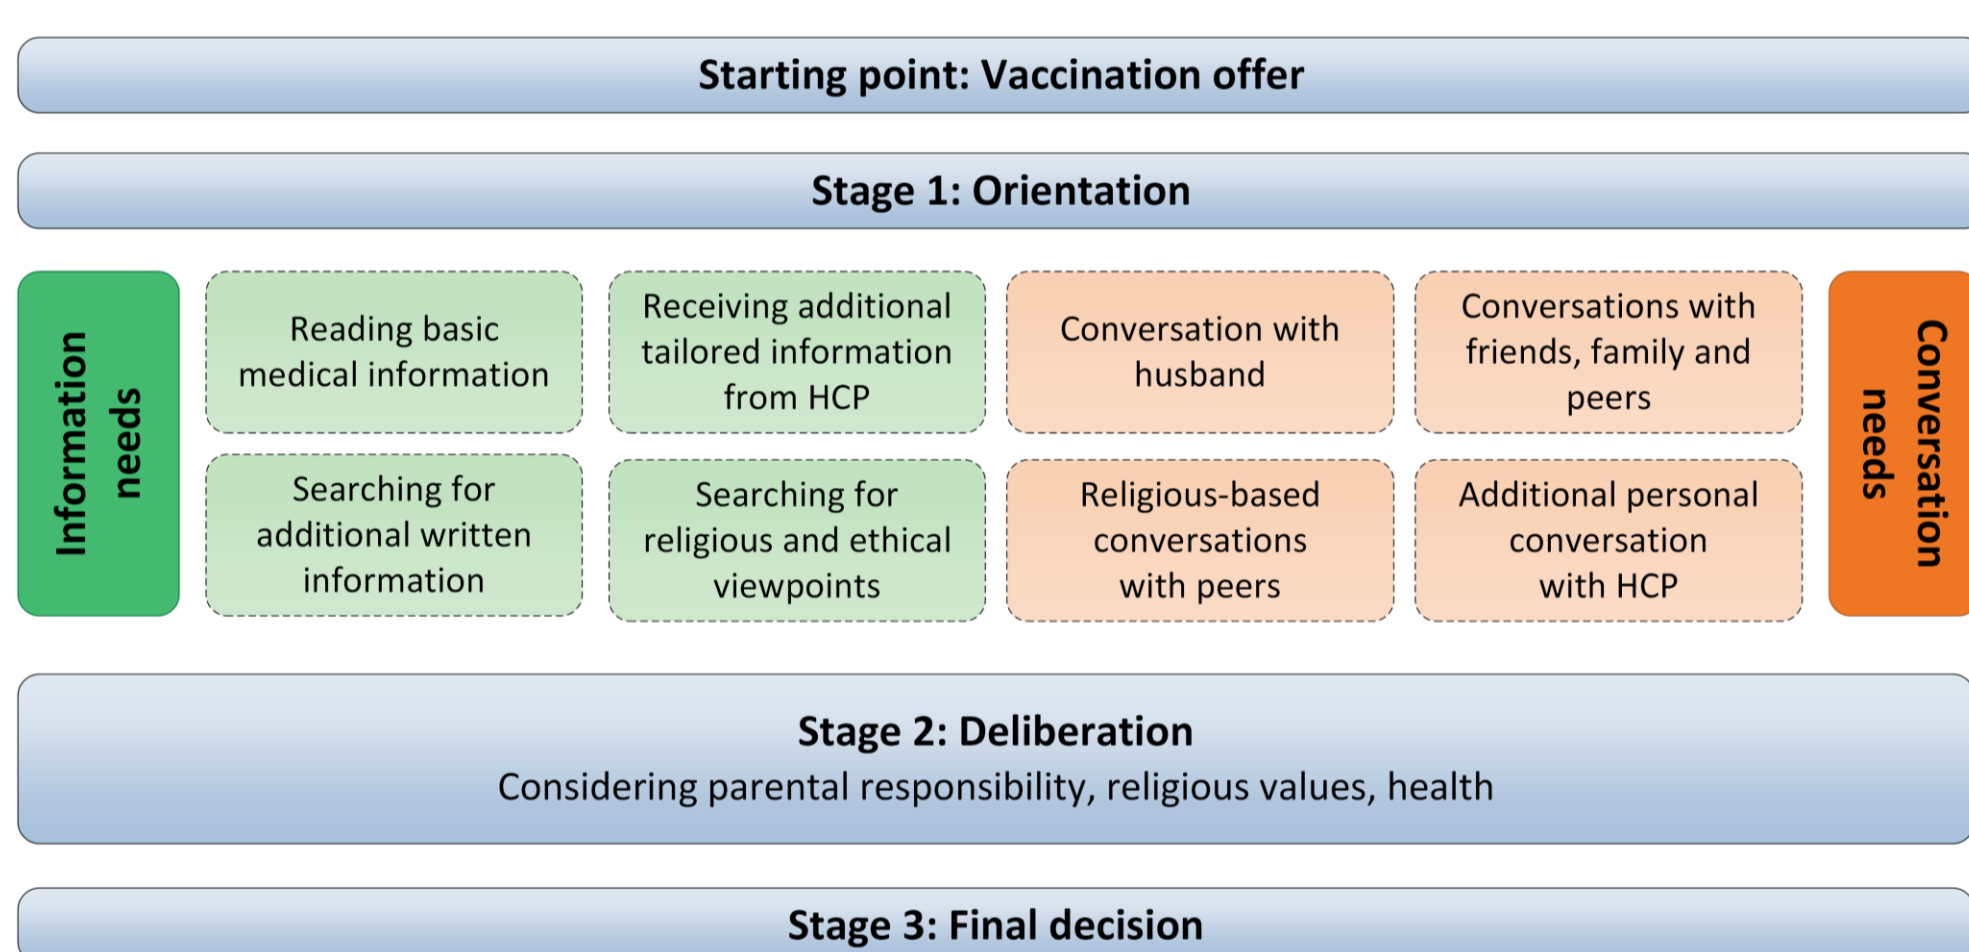 Starting point: Vaccination offer
Stage 1: Orientation
Information
needs
Reading basic
medical information
Receiving additional
tailored information
from HCP
Conversation with
husband
Conversations with
friends, family and
peers
Searching for
additional written
information
Searching for
religious and ethical
viewpoints
Religious-based
conversations
with peers
Additional personal
conversation
with HCP
Conversation
needs
Stage 2: Deliberation
Considering parental responsibility, religious values, health
Stage 3: Final decision